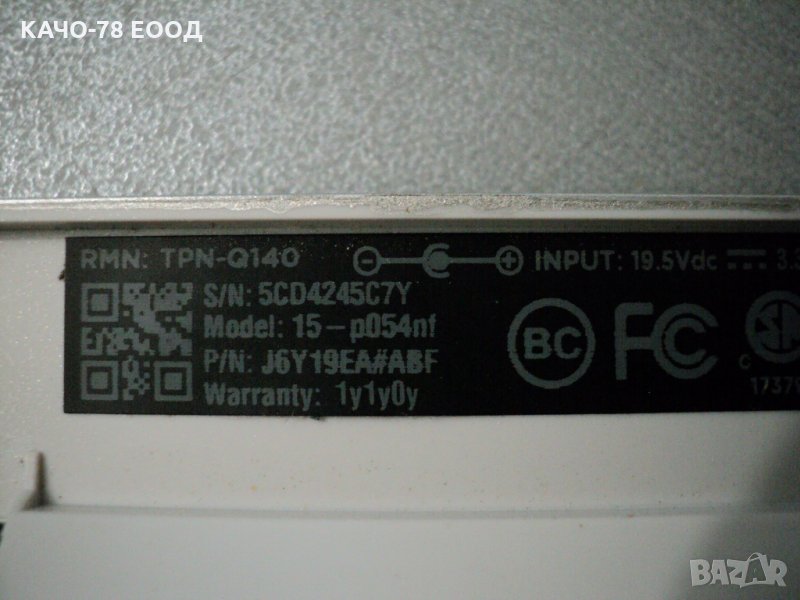 КАЧО-78 ЕООД
RMN: TPN-Q140
INPUT: 19.5Vdc
S/N: 5CD4245C7Y
Model: 15-p054nf
P/N: J6Y19EA#ABF
Warranty: 1y1y0y
BC
FC
BAZAR